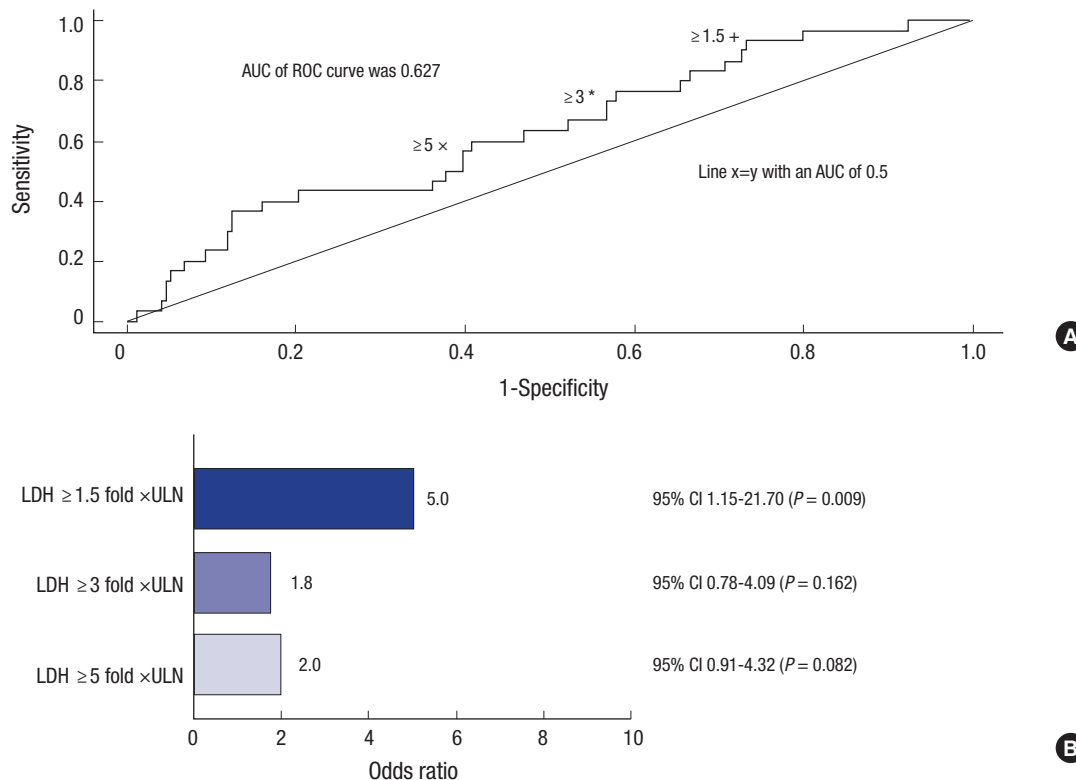 1.0
0.8
0.6
0.4
0.2
0
Sensitivity
AUC of ROC curve was 0.627
≥1.5 +
≥3 *
≥5 ×
Line x=y with an AUC of 0.5
0 0.2 0.4 0.6 0.8 1.0
1-Specificity
A
LDH ≥1.5 fold ×ULN 5.0 95% CI 1.15-21.70 (P = 0.009)
LDH ≥3 fold ×ULN 1.8 95% CI 0.78-4.09 (P = 0.162)
LDH ≥5 fold ×ULN 2.0 95% CI 0.91-4.32 (P = 0.082)
0 2 4 6 8 10
Odds ratio
B